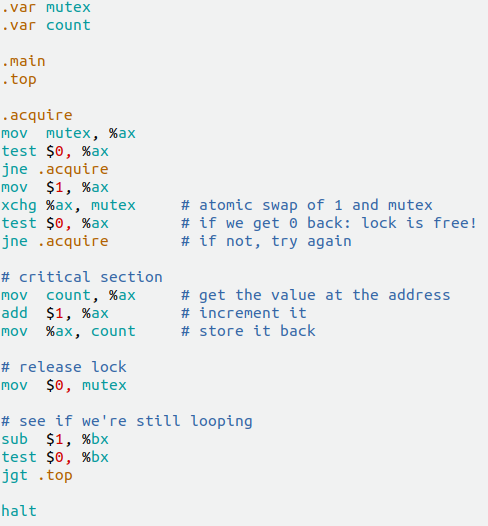 .var mutex
.var count
.main
.top
.acquire
mov  mutex, %ax
test $0, %ax
jne .acquire
mov  $1, %ax
xchg %ax, mutex     # atomic swap of 1 and mutex
test $0, %ax        # if we get 0 back: lock is free!
jne .acquire        # if not, try again
# critical section
mov  count, %ax     # get the value at the address
add  $1, %ax        # increment it
mov  %ax, count     # store it back
# release lock
mov  $0, mutex
# see if we're still looping
sub  $1, %bx
test $0, %bx
jgt .top
halt